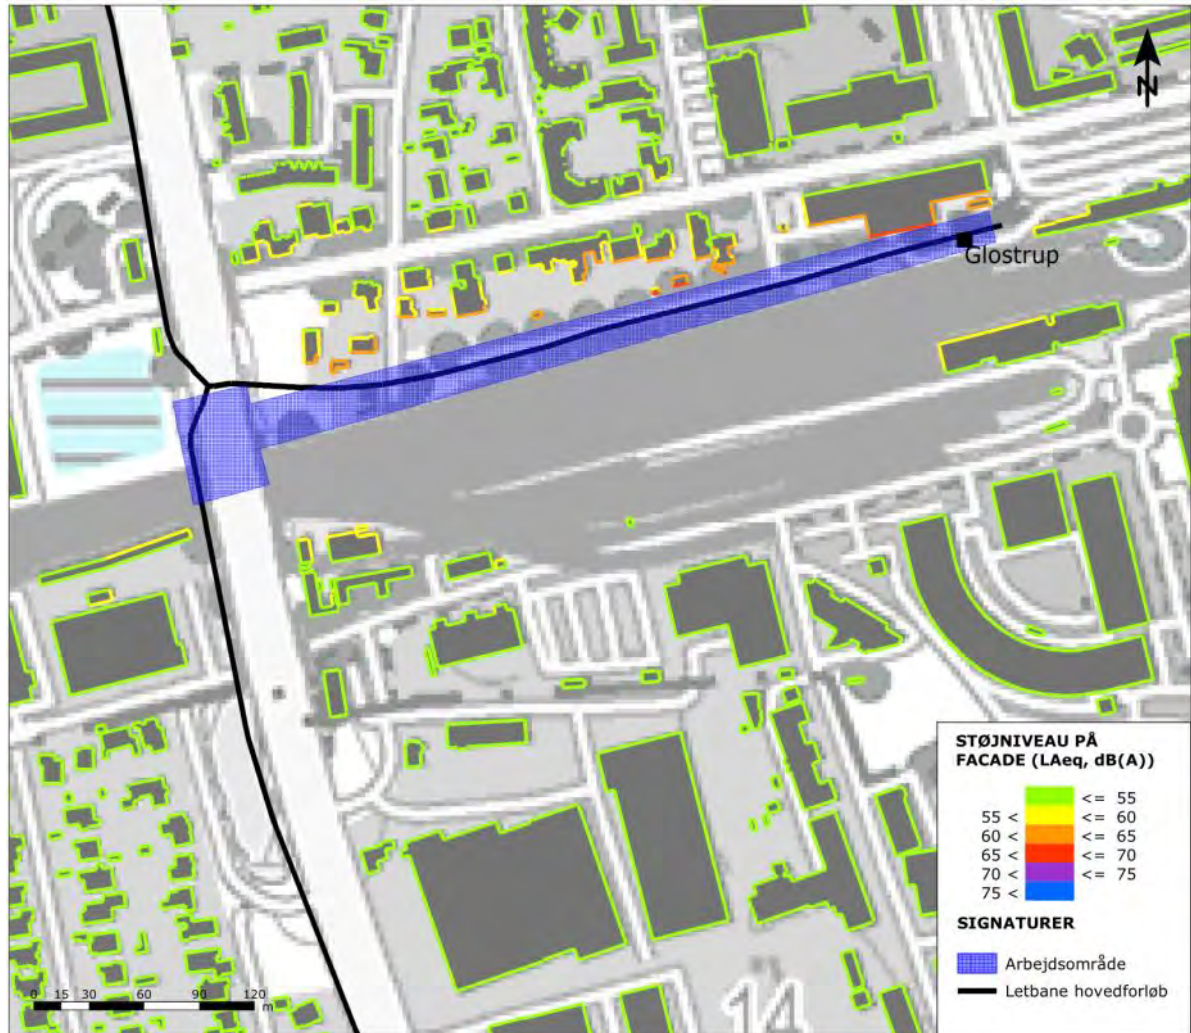 N
Glostrup
STØJNIVEAU PÅ
FACADE (LAeq, dB(A))
<= 55
55 < <= 60
60 < <= 65
65 < <= 70
70 < <= 75
75 <
SIGNATURER
Arbejdsområde
Letbane hovedforløb
0 15 30 60 90 120
m
14